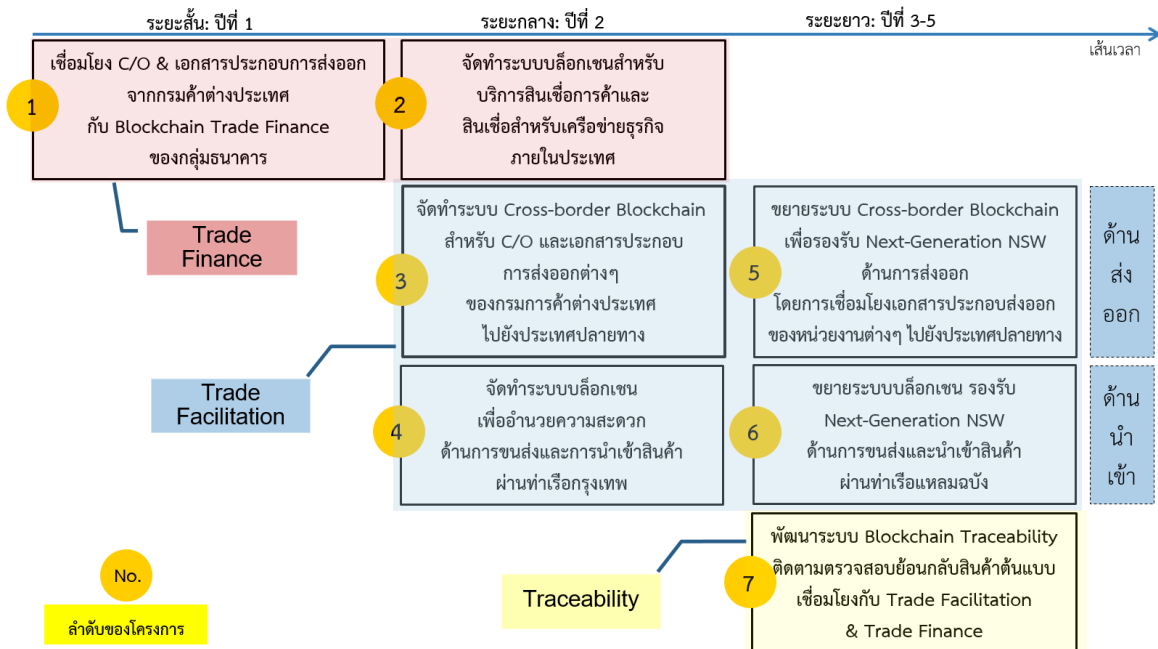 ระยะสั้น: ปีที่ 1
ระยะกลาง: ปีที่ 2
ระยะยาว: ปีที่ 3-5
เส้นเวลา
1
เชื่อมโยง C/O & เอกสารประกอบการส่งออก
จากกรมค้าต่างประเทศ
กับ Blockchain Trade Finance
ของกลุ่มธนาคาร
2
จัดทำระบบบล็อกเชนสำหรับ
บริการสินเชื่อการค้าและ
สินเชื่อสำหรับเครือข่ายธุรกิจ
ภายในประเทศ
Trade
Finance
3
จัดทำระบบ Cross-border Blockchain
สำหรับ C/O และเอกสารประกอบ
การส่งออกต่างๆ
ของกรมการค้าต่างประเทศ
ไปยังประเทศปลายทาง
5
ขยายระบบ Cross-border Blockchain
เพื่อรองรับ Next-Generation NSW
ด้านการส่งออก
โดยการเชื่อมโยงเอกสารประกอบส่งออก
ของหน่วยงานต่างๆ ไปยังประเทศปลายทาง
ด้าน
ส่ง
ออก
Trade
Facilitation
4
จัดทำระบบบล็อกเชน
เพื่ออำนวยความสะดวก
ด้านการขนส่งและการนำเข้าสินค้า
ผ่านท่าเรือกรุงเทพ
6
ขยายระบบบล็อกเชน รองรับ
Next-Generation NSW
ด้านการขนส่งและนำเข้าสินค้า
ผ่านท่าเรือแหลมฉบัง
ด้าน
นำ
เข้า
Traceability
7
พัฒนาระบบ Blockchain Traceability
ติดตามตรวจสอบย้อนกลับสินค้าต้นแบบ
เชื่อมโยงกับ Trade Facilitation
& Trade Finance
No.
ลำดับของโครงการ